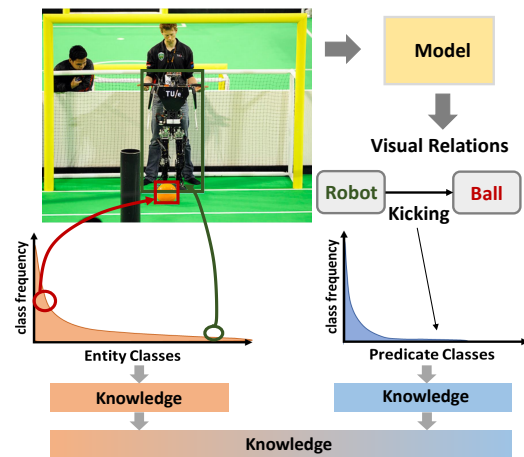 TU/e
Model
Visual Relations
Robot
Ball
Kicking
class frequency
Entity Classes
class frequency
Predicate Classes
Knowledge
Knowledge
Knowledge